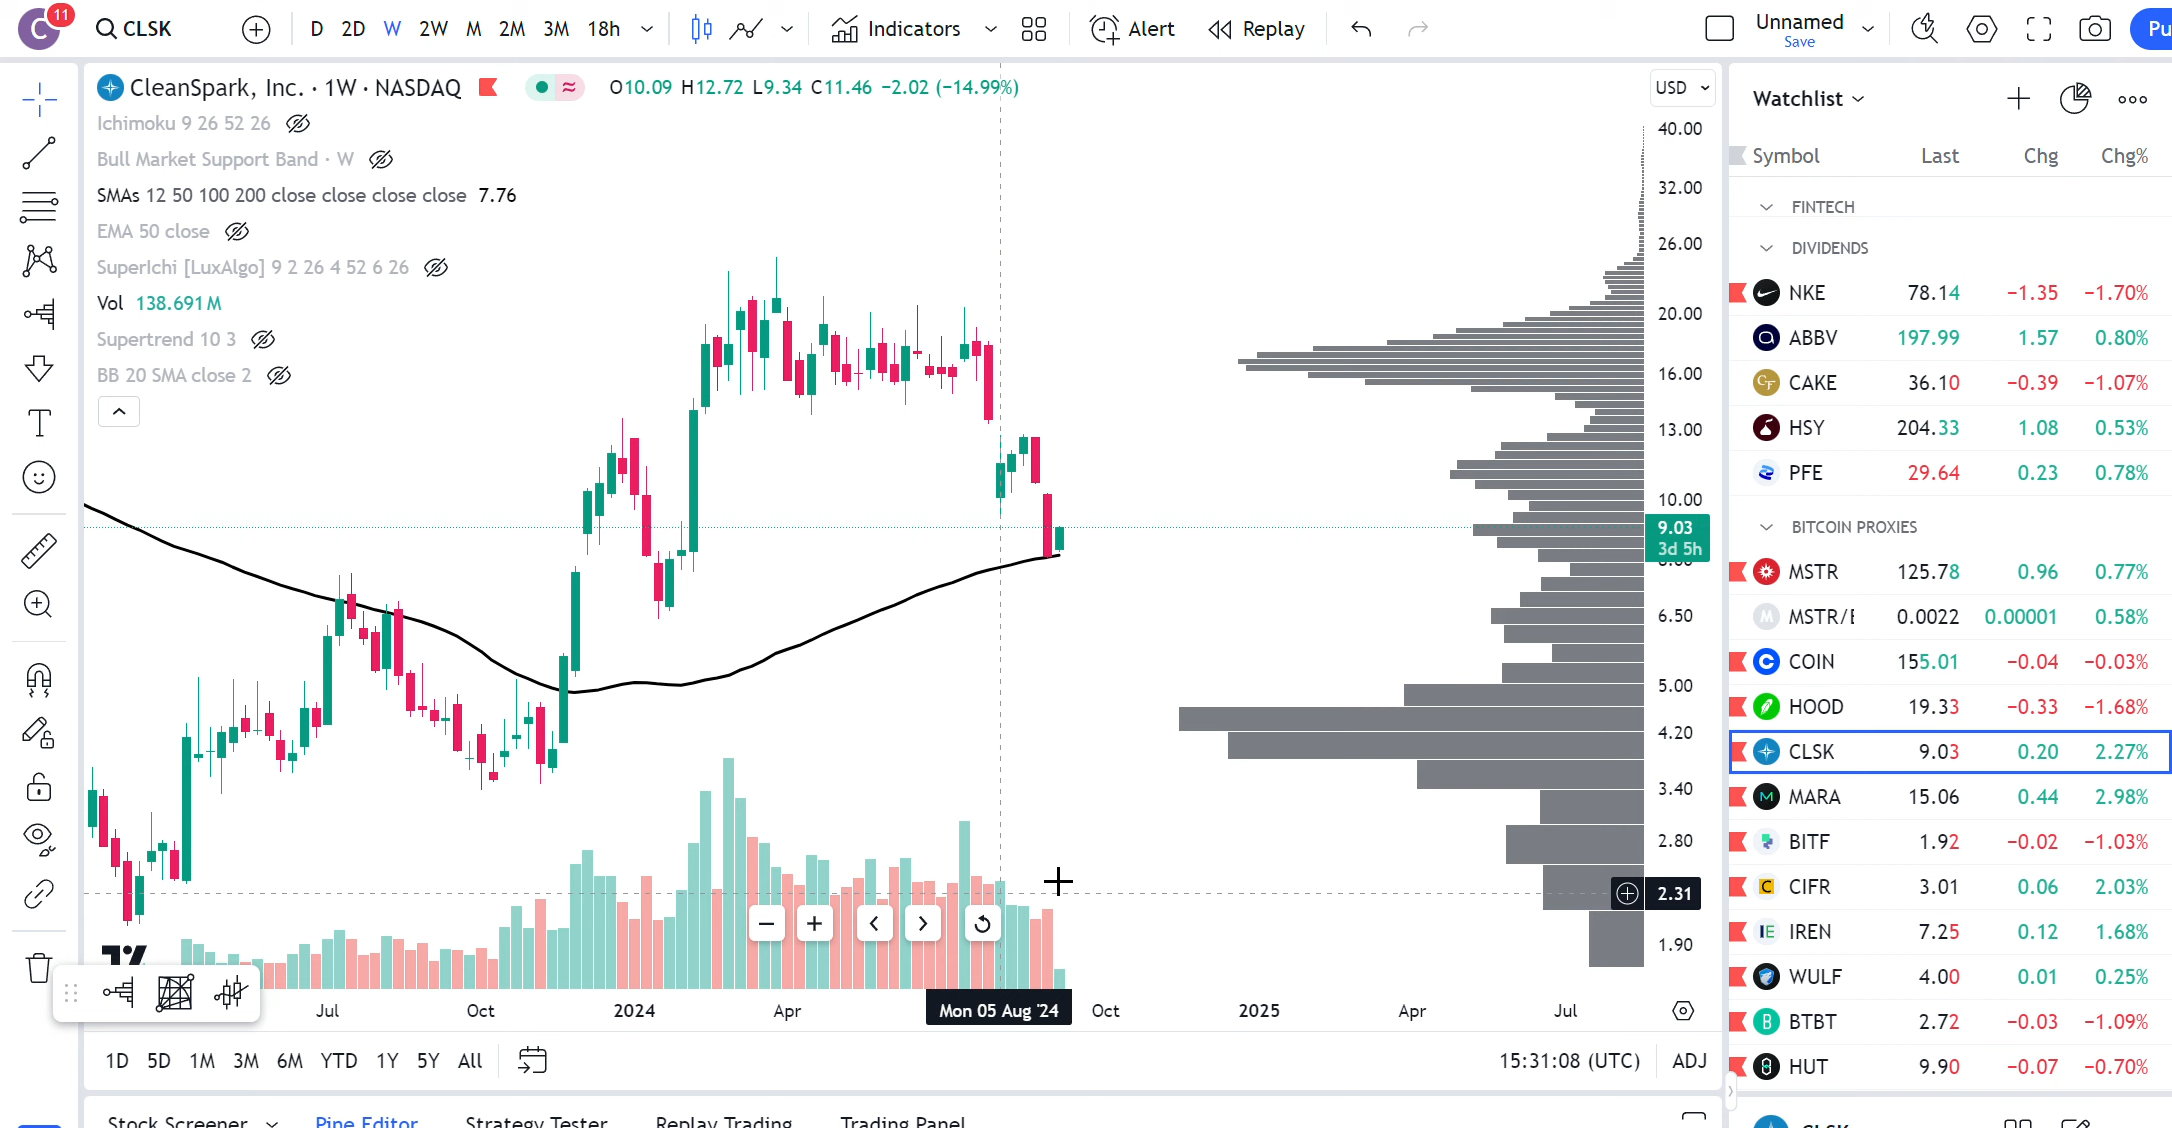 C 11 CLSK D 2D W 2W M 2M 3M 18h Indicators Alert Replay Unnamed Pu
Save
CleanSpark, Inc. · 1W · NASDAQ O10.09 H12.72 L9.34 C11.46 −2.02 (−14.99%) USD
Ichimoku 9 26 52 26
Bull Market Support Band · W
SMAs 12 50 100 200 close close close close 7.76
EMA 50 close
SuperIchi [LuxAlgo] 9 2 26 4 52 6 26
Vol 138.691M
Supertrend 10 3
BB 20 SMA close 2
40.00
32.00
26.00
20.00
16.00
13.00
10.00
9.03
3d 5h
6.50
5.00
4.20
3.40
2.80
2.31
1.90
Jul Oct 2024 Apr Mon 05 Aug '24 Oct 2025 Apr Jul
1D 5D 1M 3M 6M YTD 1Y 5Y All 15:31:08 (UTC) ADJ
Stock Screener Pine Editor Strategy Tester Replay Trading Trading Panel
Watchlist
Symbol Last Chg Chg%
FINTECH
DIVIDENDS
NKE 78.14 −1.35 −1.70%
ABBV 197.99 1.57 0.80%
CAKE 36.10 −0.39 −1.07%
HSY 204.33 1.08 0.53%
PFE 29.64 0.23 0.78%
BITCOIN PROXIES
MSTR 125.78 0.96 0.77%
MSTR/E 0.0022 0.00001 0.58%
COIN 155.01 −0.04 −0.03%
HOOD 19.33 −0.33 −1.68%
CLSK 9.03 0.20 2.27%
MARA 15.06 0.44 2.98%
BITF 1.92 −0.02 −1.03%
CIFR 3.01 0.06 2.03%
IREN 7.25 0.12 1.68%
WULF 4.00 0.01 0.25%
BTBT 2.72 −0.03 −1.09%
HUT 9.90 −0.07 −0.70%
CLSK